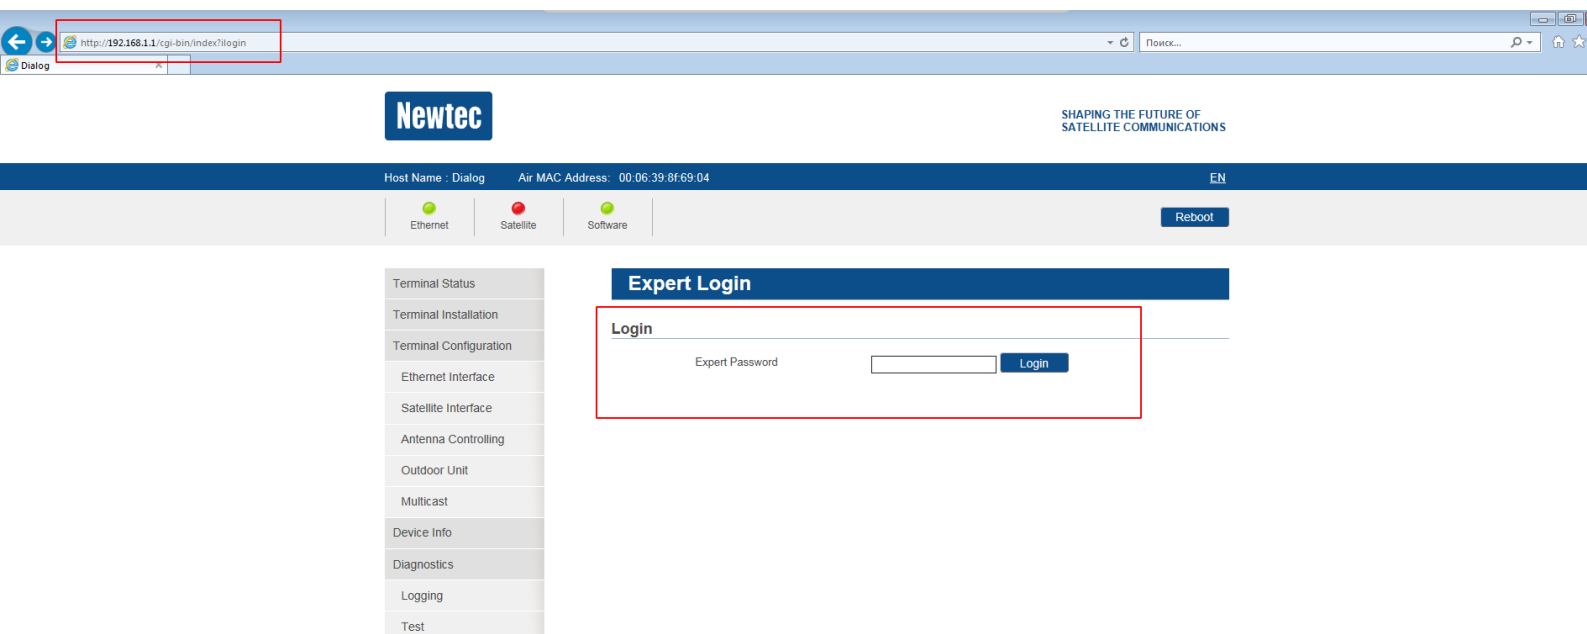 http://192.168.1.1/cgi-bin/index?ilogin
Поиск...
Dialog
Newtec
SHAPING THE FUTURE OF
SATELLITE COMMUNICATIONS
Host Name : Dialog Air MAC Address: 00:06:39:8f:69:04 EN
Ethernet Satellite Software
Reboot
Terminal Status
Terminal Installation
Terminal Configuration
Ethernet Interface
Satellite Interface
Antenna Controlling
Outdoor Unit
Multicast
Device Info
Diagnostics
Logging
Test
Expert Login
Login
Expert Password Login